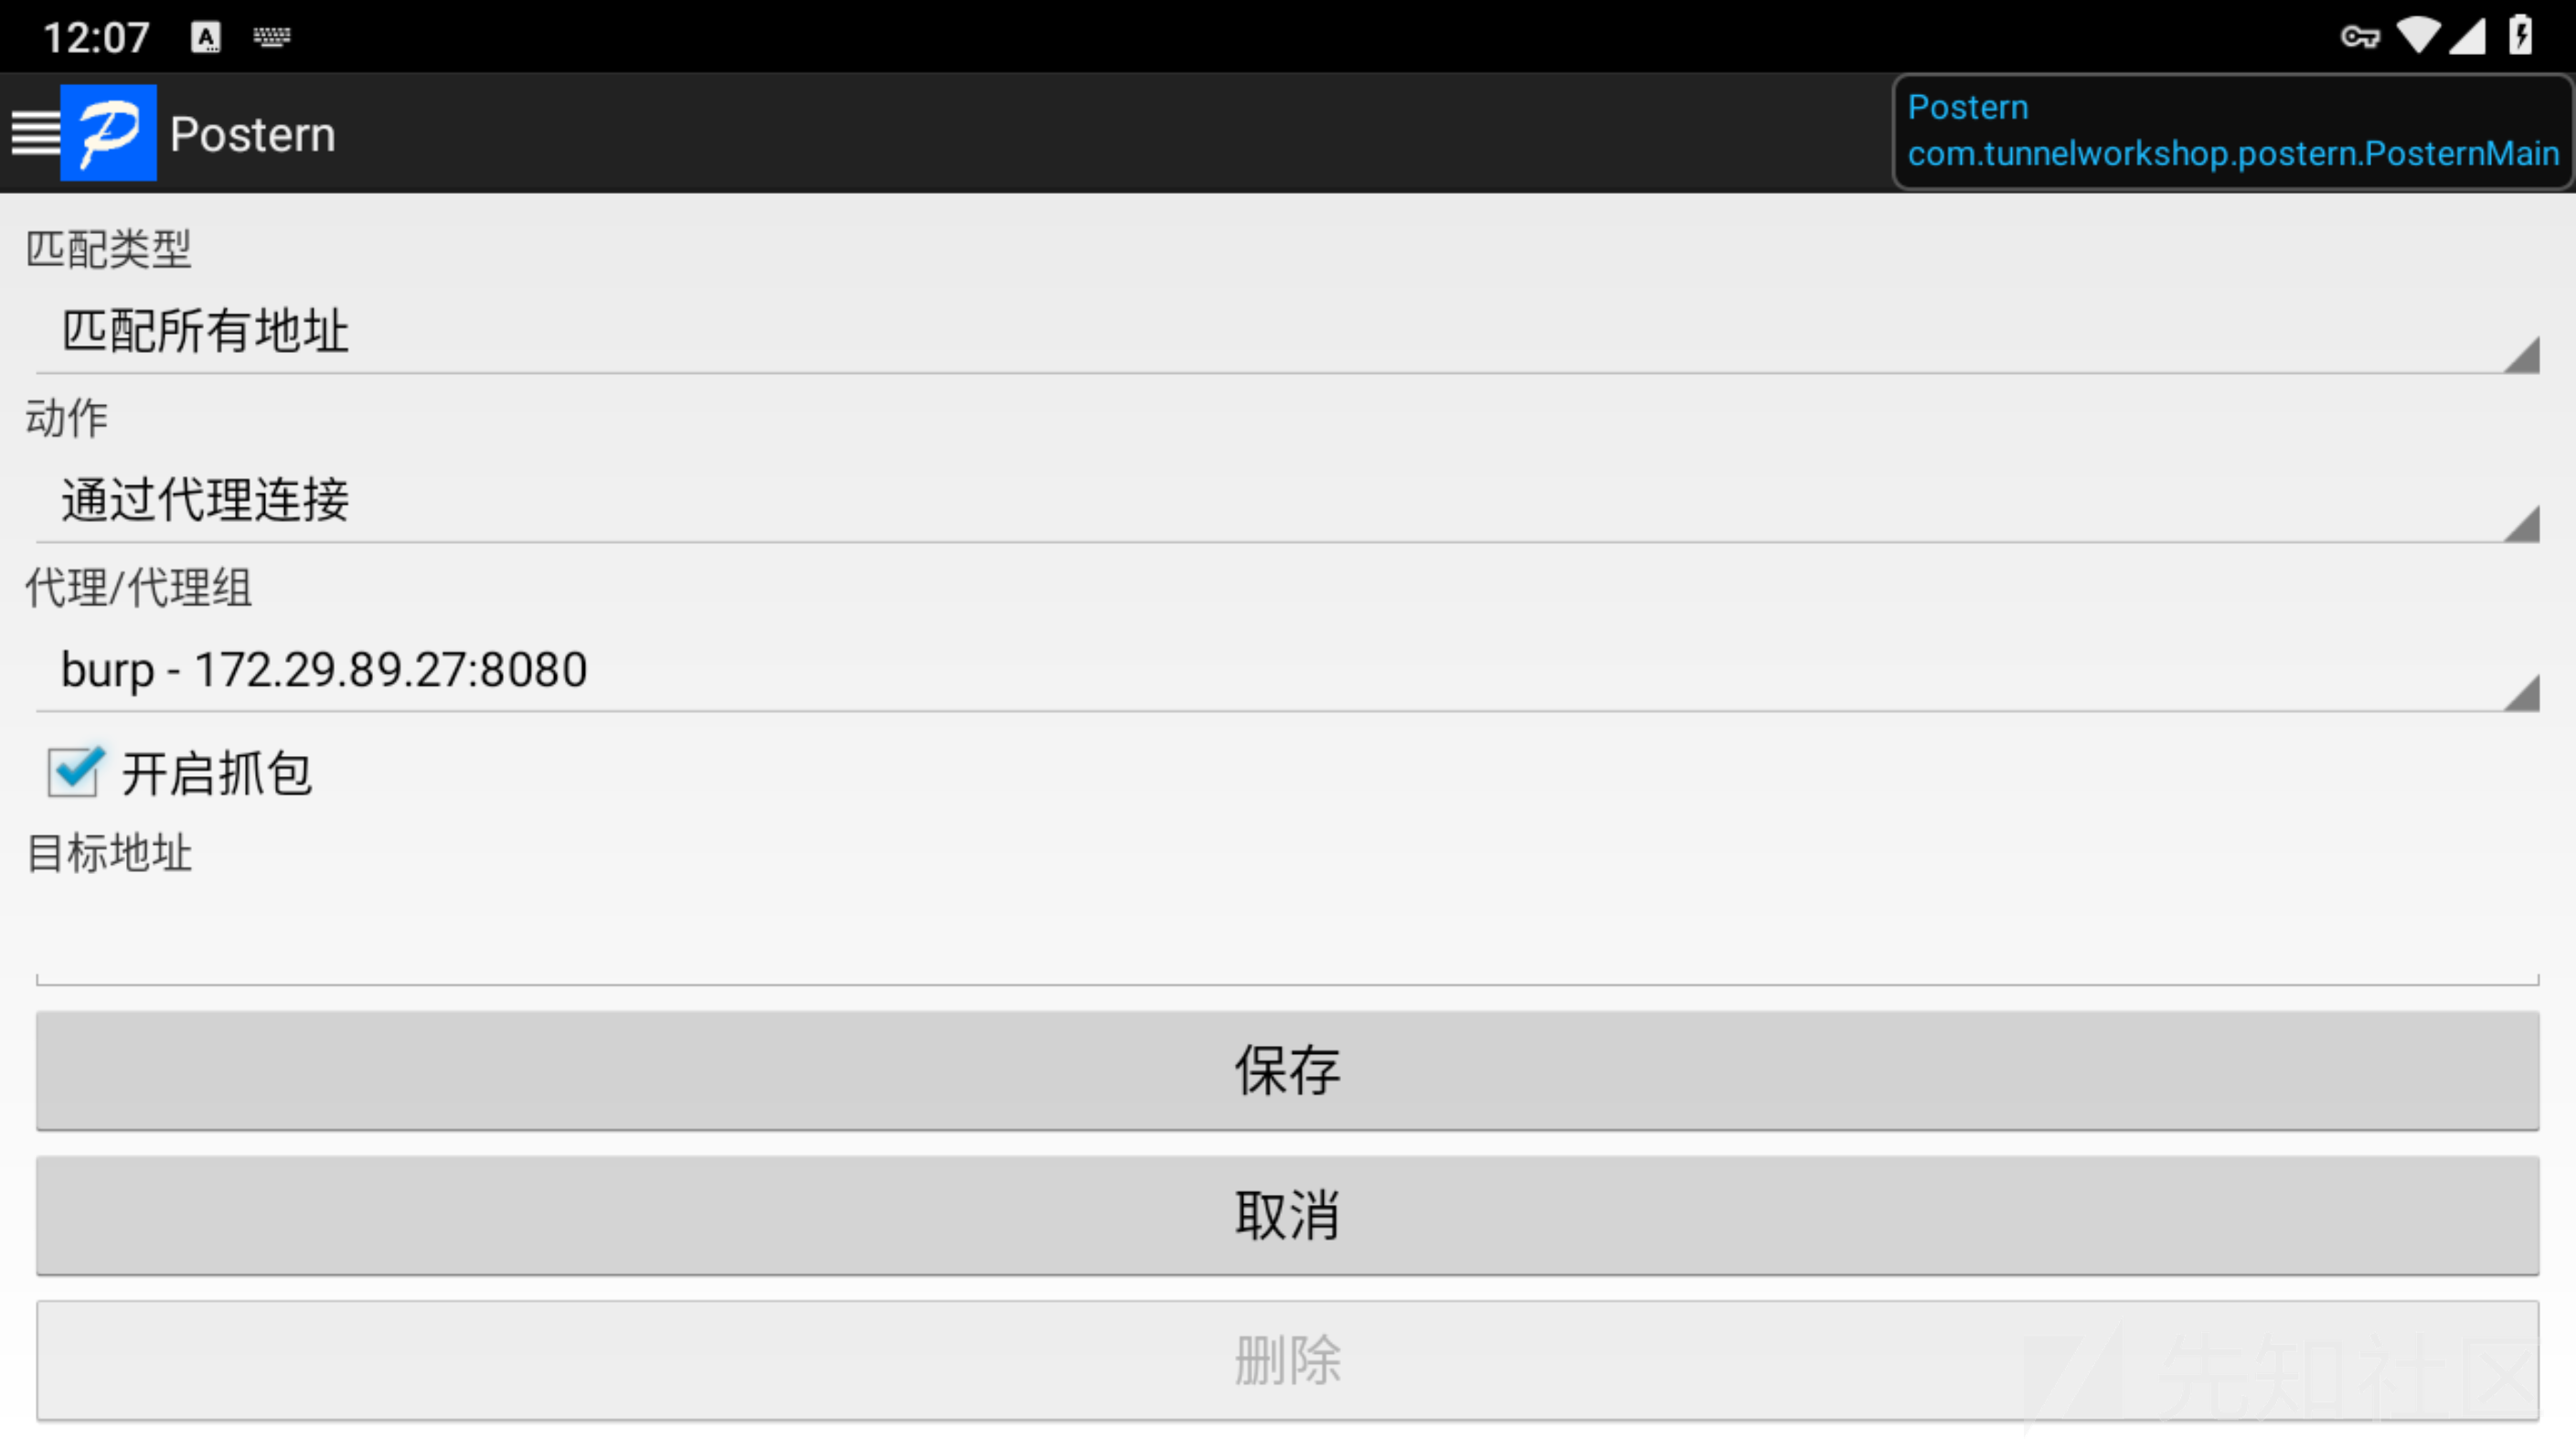 12:07
Postern
Postern
com.tunnelworkshop.postern.PosternMain
匹配类型
匹配所有地址
动作
通过代理连接
代理/代理组
burp - 172.29.89.27:8080
开启抓包
目标地址
保存
取消
删除
先知社区